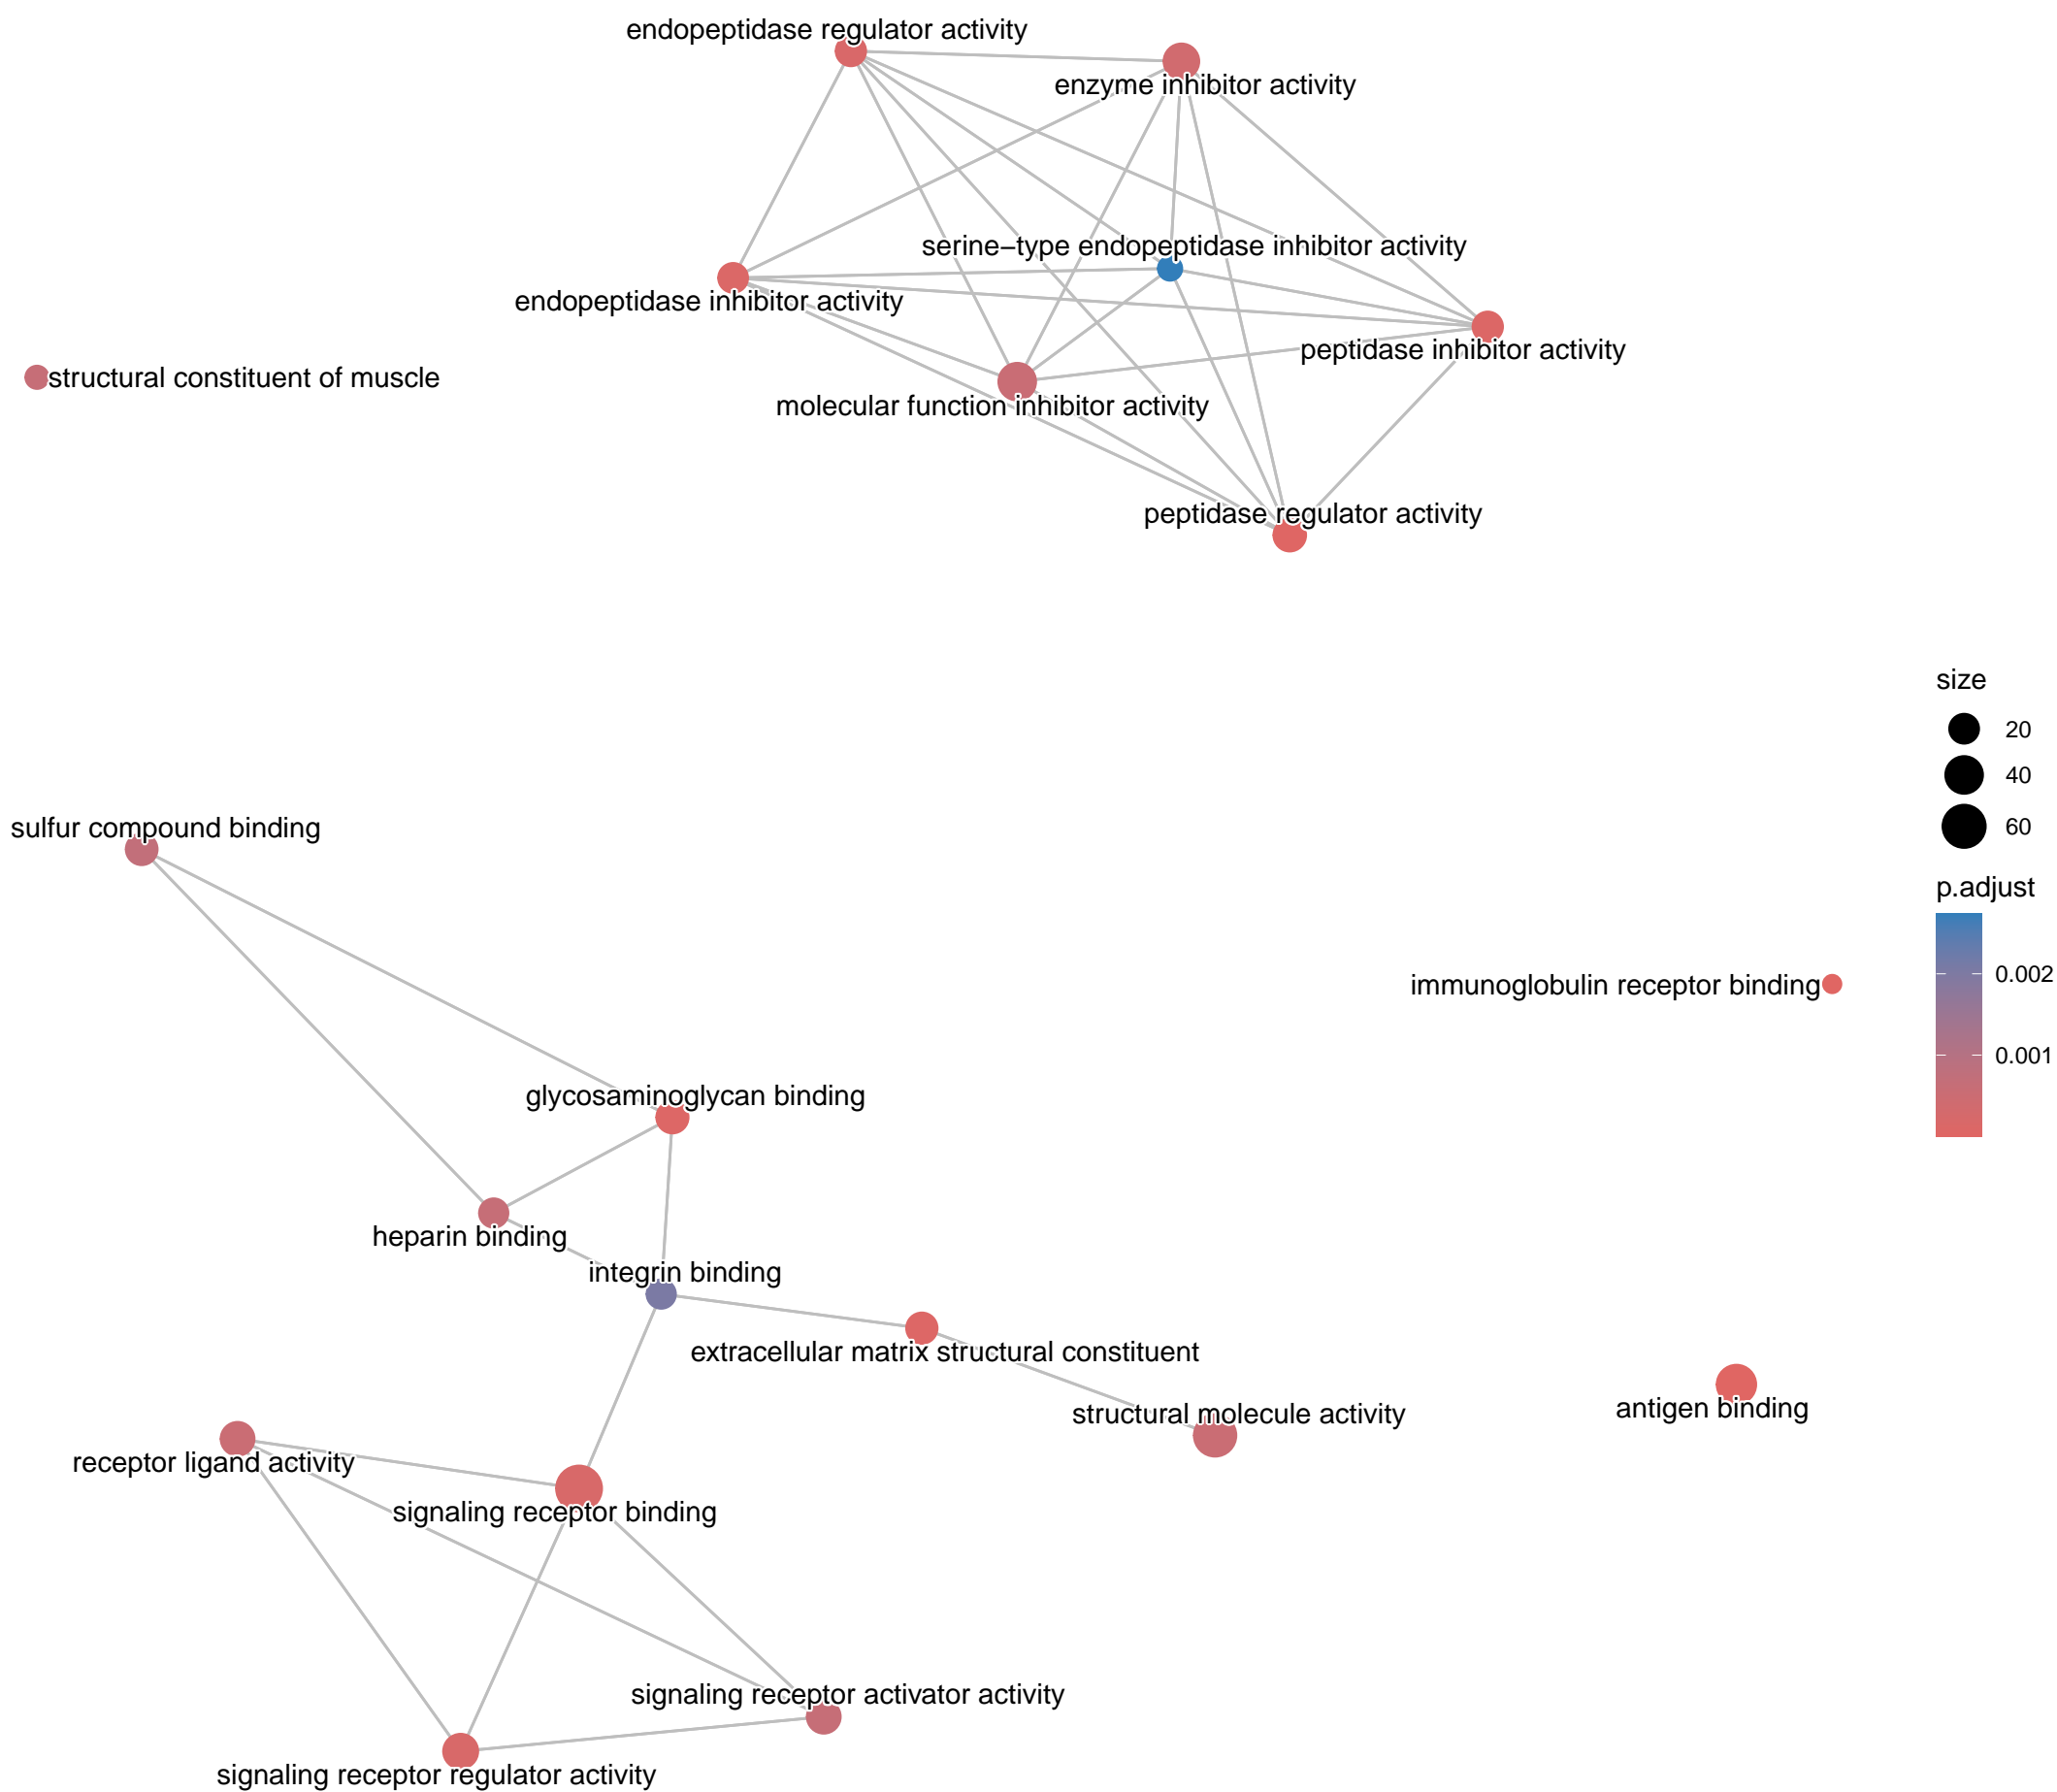 endopeptidase regulator activity
enzyme inhibitor activity
serine−type endopeptidase inhibitor activity
endopeptidase inhibitor activity
peptidase inhibitor activity
structural constituent of muscle
molecular function inhibitor activity
peptidase regulator activity
size
20
40
60
sulfur compound binding
p.adjust
0.002
0.001
immunoglobulin receptor binding
glycosaminoglycan binding
heparin binding
integrin binding
extracellular matrix structural constituent
structural molecule activity
antigen binding
receptor ligand activity
signaling receptor binding
signaling receptor activator activity
signaling receptor regulator activity